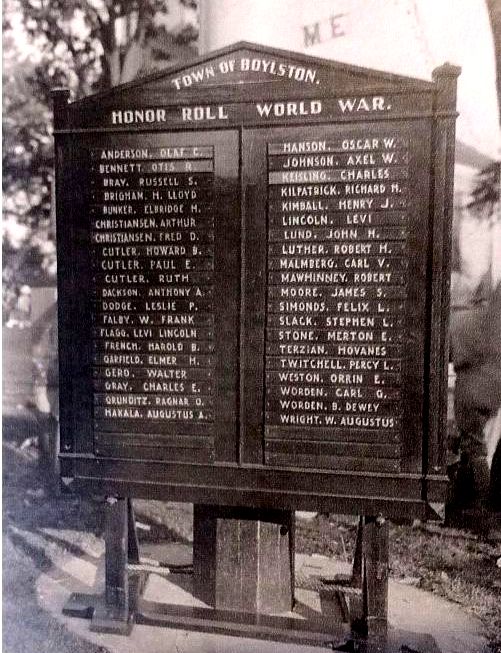 ME
TOWN OF BOYLSTON.
HONOR ROLL WORLD WAR.
ANDERSON, OLAF C.
BENNETT, OTIS R.
BRAY, RUSSELL S.
BRIGHAM, H. LLOYD
BUNKER, ELBRIDGE H.
CHRISTIANSEN, ARTHUR
CHRISTIANSEN, FRED D.
CUTLER, HOWARD B.
CUTLER, PAUL E.
CUTLER, RUTH
DACKSON, ANTHONY A.
DODGE, LESLIE P.
FALBY, W. FRANK
FLAGG, LEVI LINCOLN
FRENCH, HAROLD B.
GARFIELD, ELMER H.
GERO, WALTER
GRAY, CHARLES E.
GRUNDITZ, RAGNAR O.
HAKALA, AUGUSTUS A.
HANSON, OSCAR W.
JOHNSON, AXEL W.
KEISLING, CHARLES
KILPATRICK, RICHARD H.
KIMBALL, HENRY J.
LINCOLN, LEVI
LUND, JOHN H.
LUTHER, ROBERT H.
MALMBERG, CARL V.
MAWHINNEY, ROBERT
MOORE, JAMES S.
SIMONDS, FELIX L.
SLACK, STEPHEN L.
STONE, MERTON E.
TERZIAN, HOVANES
TWITCHELL, PERCY L.
WESTON, ORRIN E.
WORDEN, CARL G.
WORDEN, B. DEWEY
WRIGHT, W. AUGUSTUS